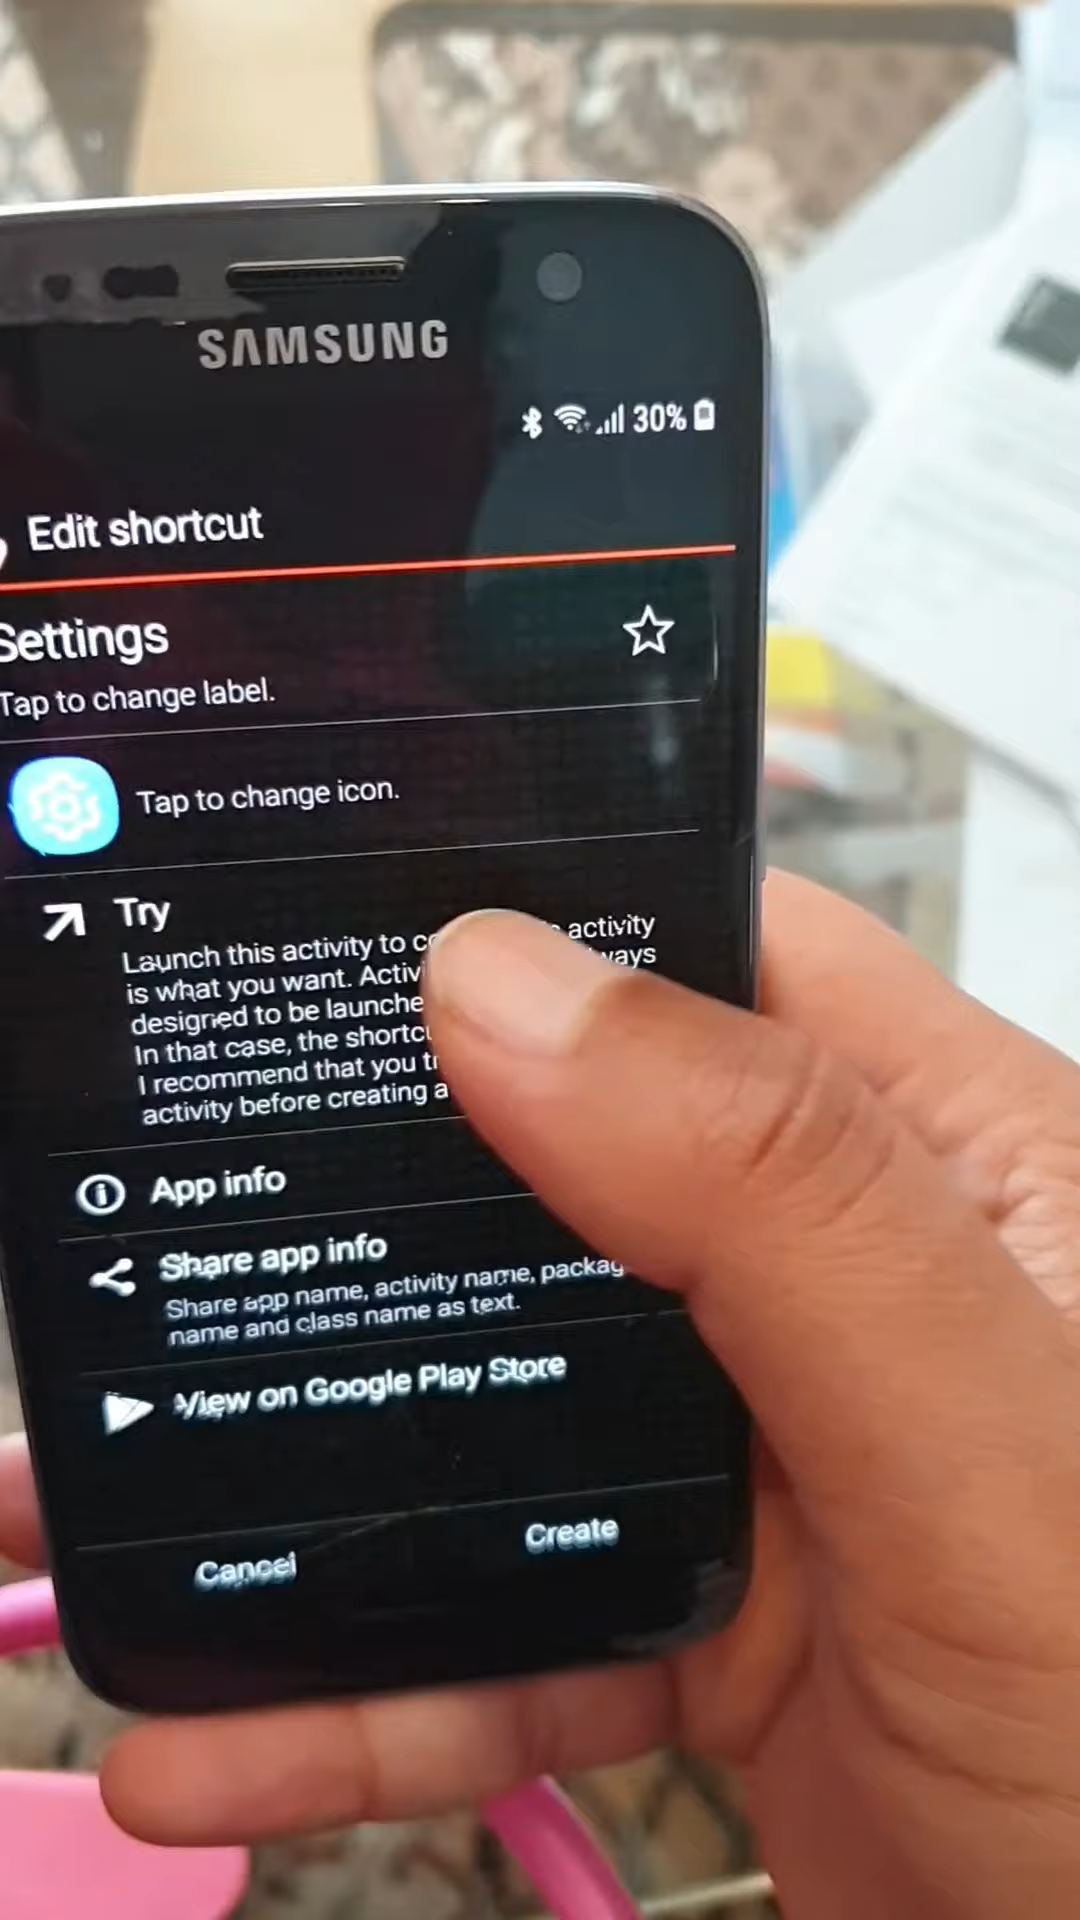 SAMSUNG
30%
Edit shortcut
Settings
Tap to change label.
Tap to change icon.
Try
Launch this activity to activity
is what you want.
designed to be
In that case, the
I recommend that you
activity before creating a
App info
Share app info
Share app name, activity name,
name and class name as text.
View on Google Play Store
Cancel
Create